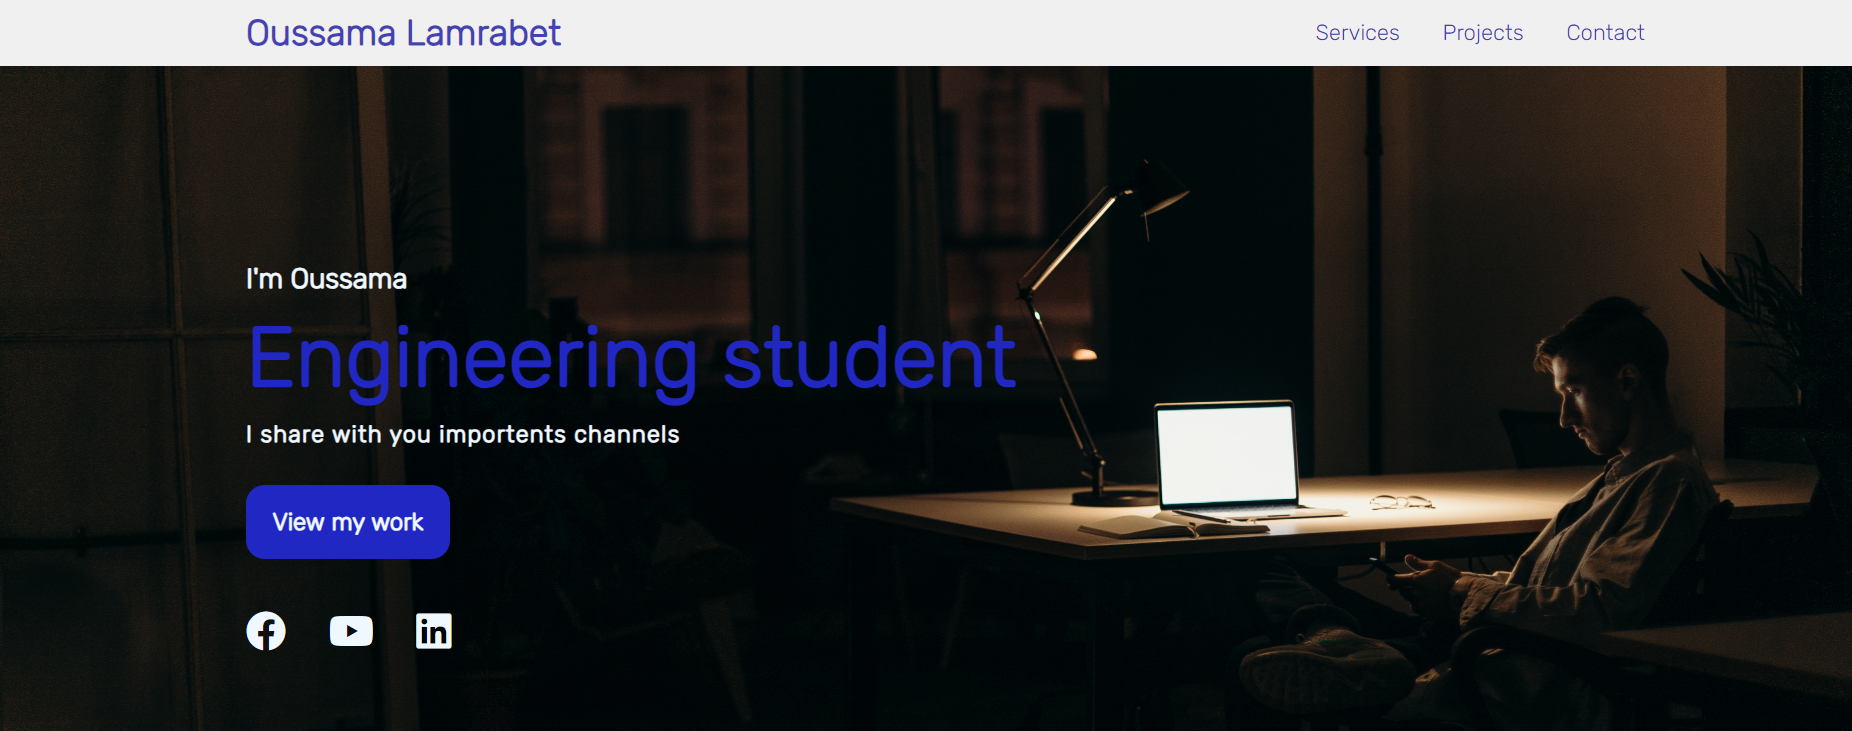 Oussama Lamrabet
Services Projects Contact
I'm Oussama
Engineering student
I share with you importents channels
View my work